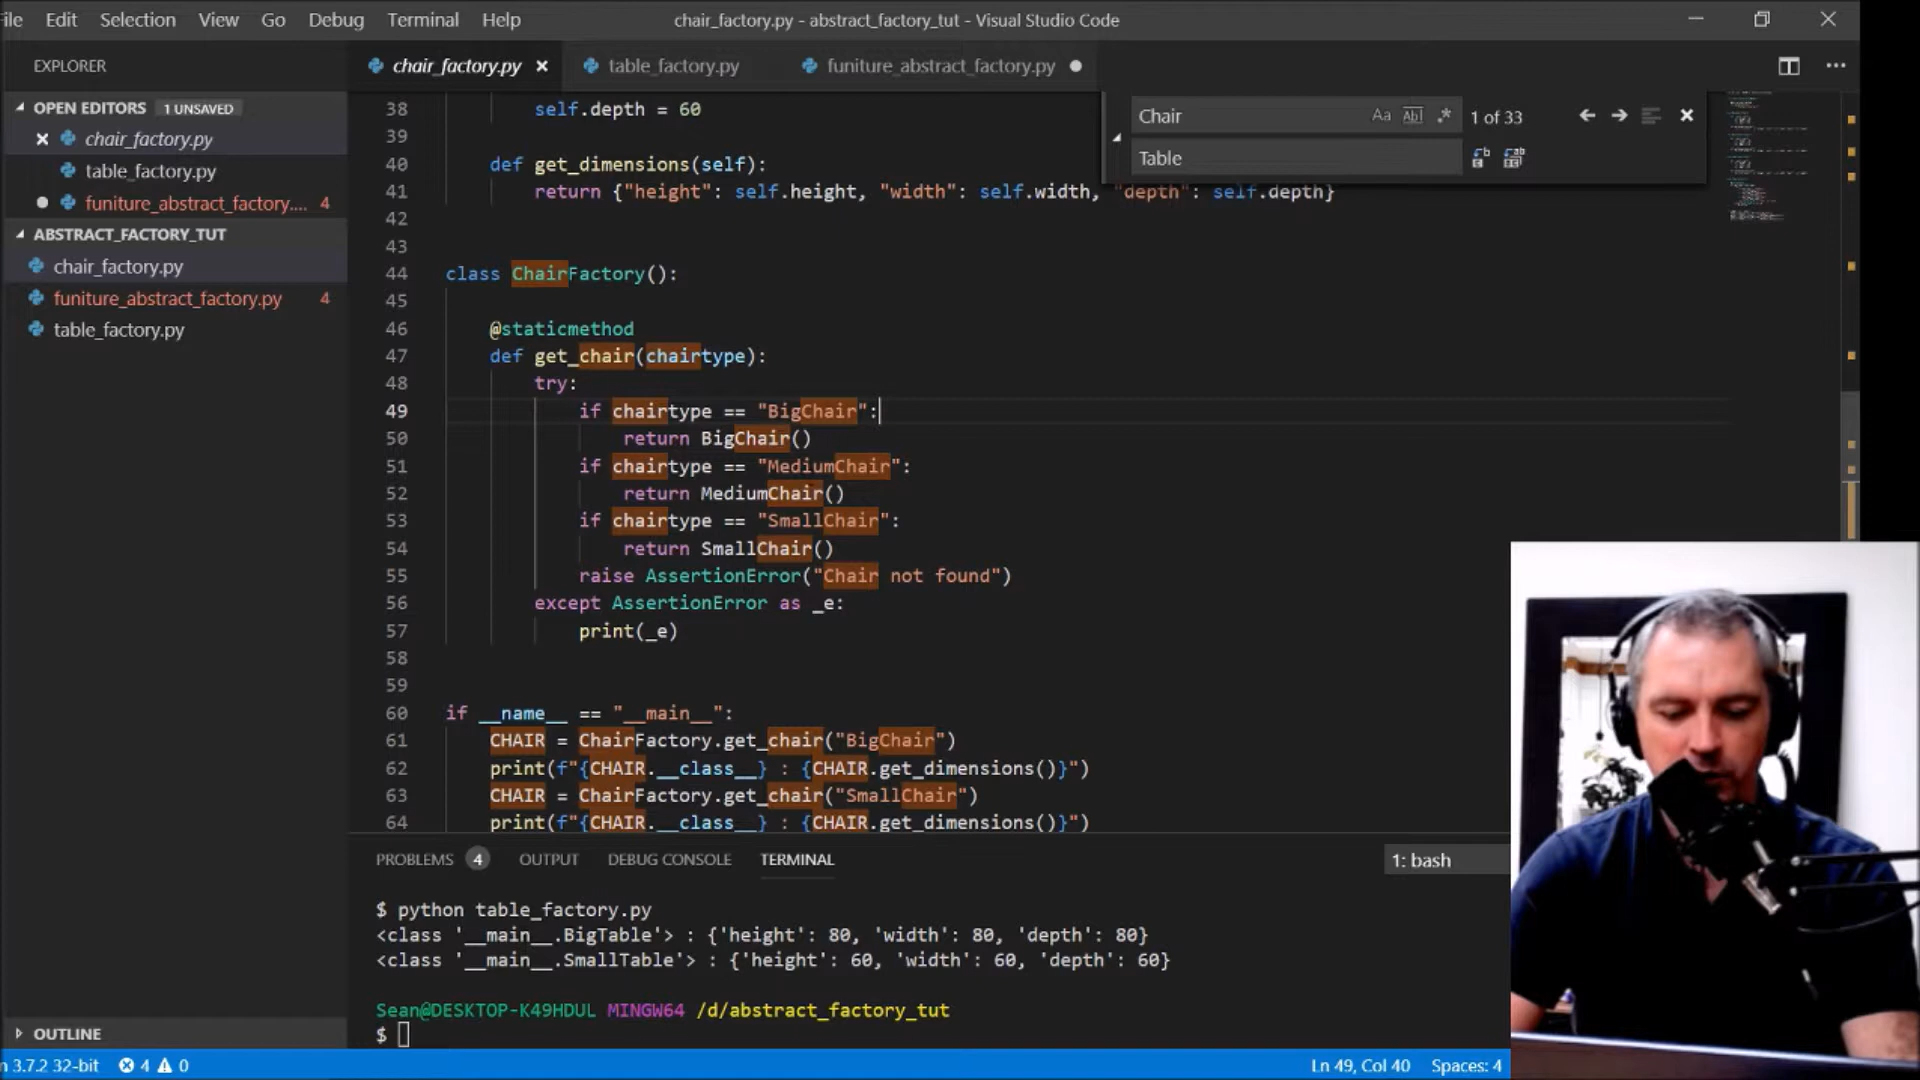 ile Edit Selection View Go Debug Terminal Help
chair_factory.py - abstract_factory_tut - Visual Studio Code
EXPLORER
chair_factory.py
table_factory.py
funiture_abstract_factory.py
OPEN EDITORS 1 UNSAVED
chair_factory.py
table_factory.py
funiture_abstract_factory.... 4
ABSTRACT_FACTORY_TUT
chair_factory.py
funiture_abstract_factory.py 4
table_factory.py
OUTLINE
Chair Aa Abl .* 1 of 33
Table
38 self.depth = 60
39
40 def get_dimensions(self):
41 return {"height": self.height, "width": self.width, "depth": self.depth}
42
43
44 class ChairFactory():
45
46 @staticmethod
47 def get_chair(chairtype):
48 try:
49 if chairtype == "BigChair":
50 return BigChair()
51 if chairtype == "MediumChair":
52 return MediumChair()
53 if chairtype == "SmallChair":
54 return SmallChair()
55 raise AssertionError("Chair not found")
56 except AssertionError as _e:
57 print(_e)
58
59
60 if __name__ == "__main__":
61 CHAIR = ChairFactory.get_chair("BigChair")
62 print(f"{CHAIR.__class__} : {CHAIR.get_dimensions()}")
63 CHAIR = ChairFactory.get_chair("SmallChair")
64 print(f"{CHAIR.__class__} : {CHAIR.get_dimensions()}")
PROBLEMS 4 OUTPUT DEBUG CONSOLE TERMINAL 1: bash
$ python table_factory.py
<class '__main__.BigTable'> : {'height': 80, 'width': 80, 'depth': 80}
<class '__main__.SmallTable'> : {'height': 60, 'width': 60, 'depth': 60}
Sean@DESKTOP-K49HDUL MINGW64 /d/abstract_factory_tut
$
n 3.7.2 32-bit 4 0 Ln 49, Col 40 Spaces: 4